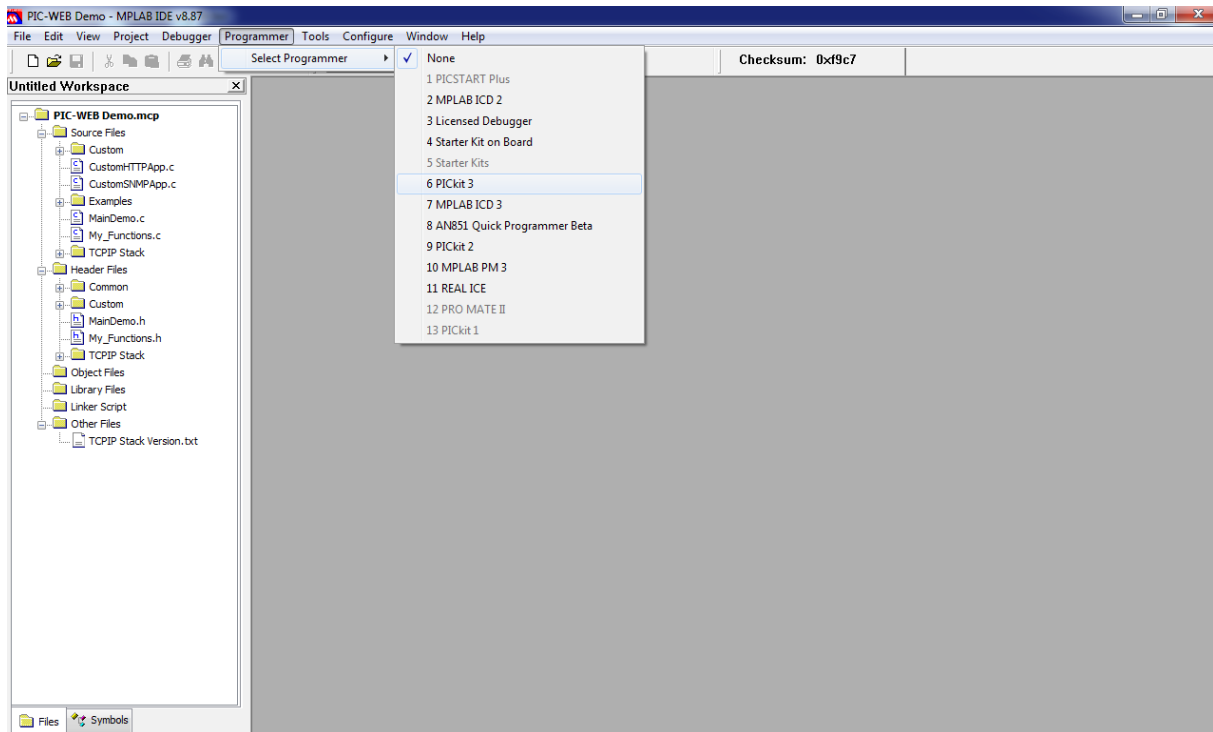 PIC-WEB Demo - MPLAB IDE v8.87
File Edit View Project Debugger Programmer Tools Configure Window Help
Checksum: 0xf9c7
Select Programmer
None
1 PICSTART Plus
2 MPLAB ICD 2
3 Licensed Debugger
4 Starter Kit on Board
5 Starter Kits
6 PICkit 3
7 MPLAB ICD 3
8 AN851 Quick Programmer Beta
9 PICkit 2
10 MPLAB PM 3
11 REAL ICE
12 PRO MATE II
13 PICkit 1
Untitled Workspace
PIC-WEB Demo.mcp
Source Files
Custom
CustomHTTPApp.c
CustomSNMPApp.c
Examples
MainDemo.c
My_Functions.c
TCPIP Stack
Header Files
Common
Custom
MainDemo.h
My_Functions.h
TCPIP Stack
Object Files
Library Files
Linker Script
Other Files
TCPIP Stack Version.txt
Files Symbols